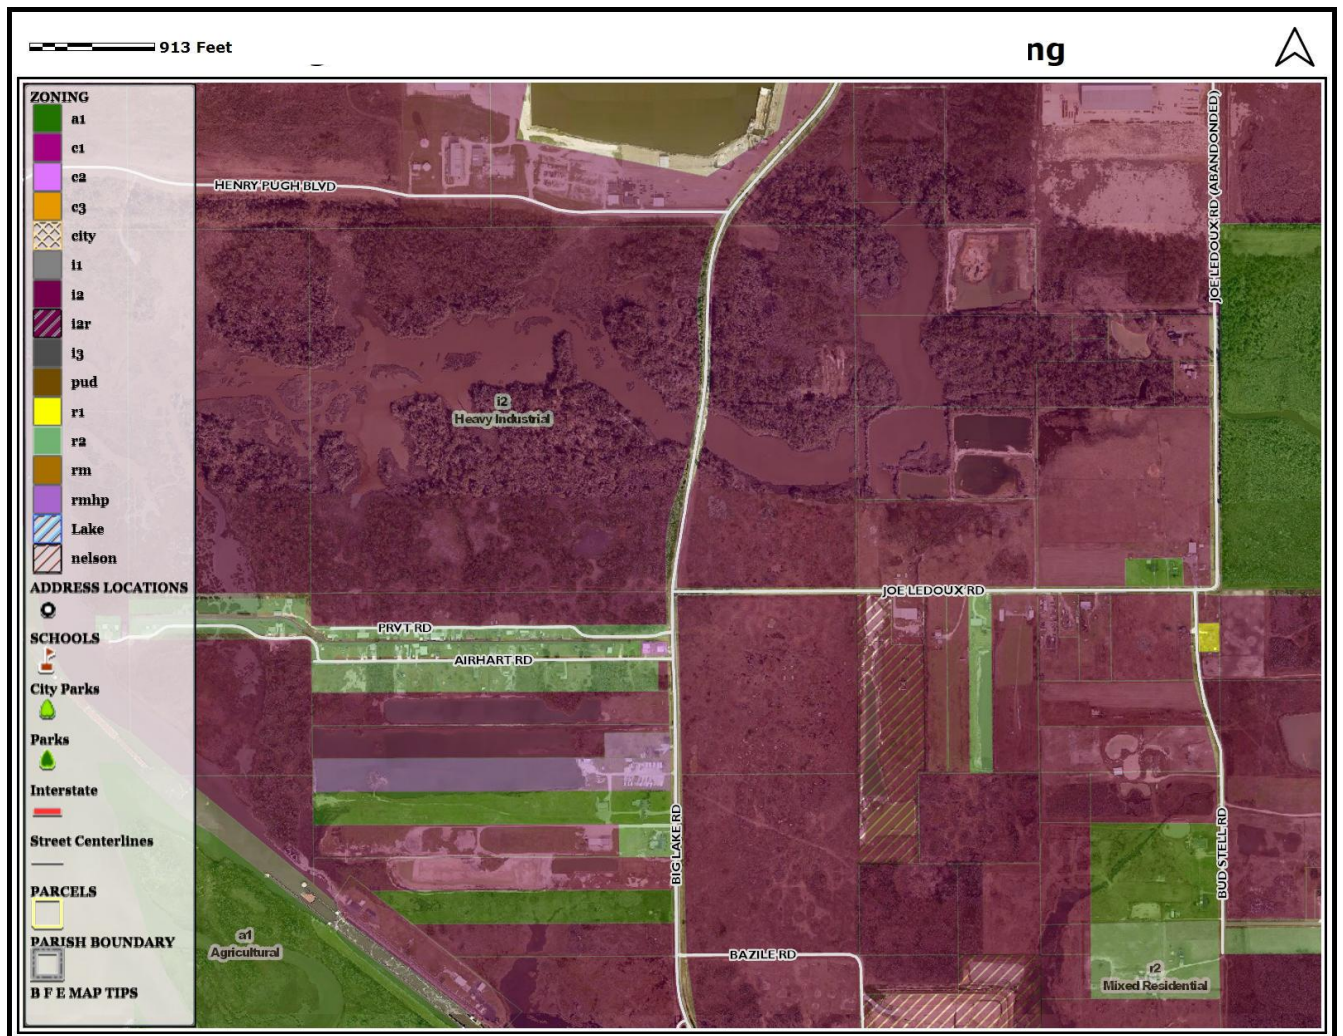 913 Feet
ng
ZONING
a1
c1
c2
c3
city
i1
i2
i2r
i3
pud
r1
r2
rm
rmhp
Lake
nelson
ADDRESS LOCATIONS
SCHOOLS
City Parks
Parks
Interstate
Street Centerlines
PARCELS
PARISH BOUNDARY
B F E MAP TIPS
HENRY PUGH BLVD
JOE LEDOUX RD (ABANDONDED)
i2
Heavy Industrial
JOE LEDOUX RD
PRVT RD
AIRHART RD
BIG LAKE RD
BUD STELL RD
a1
Agricultural
BAZILE RD
r2
Mixed Residential